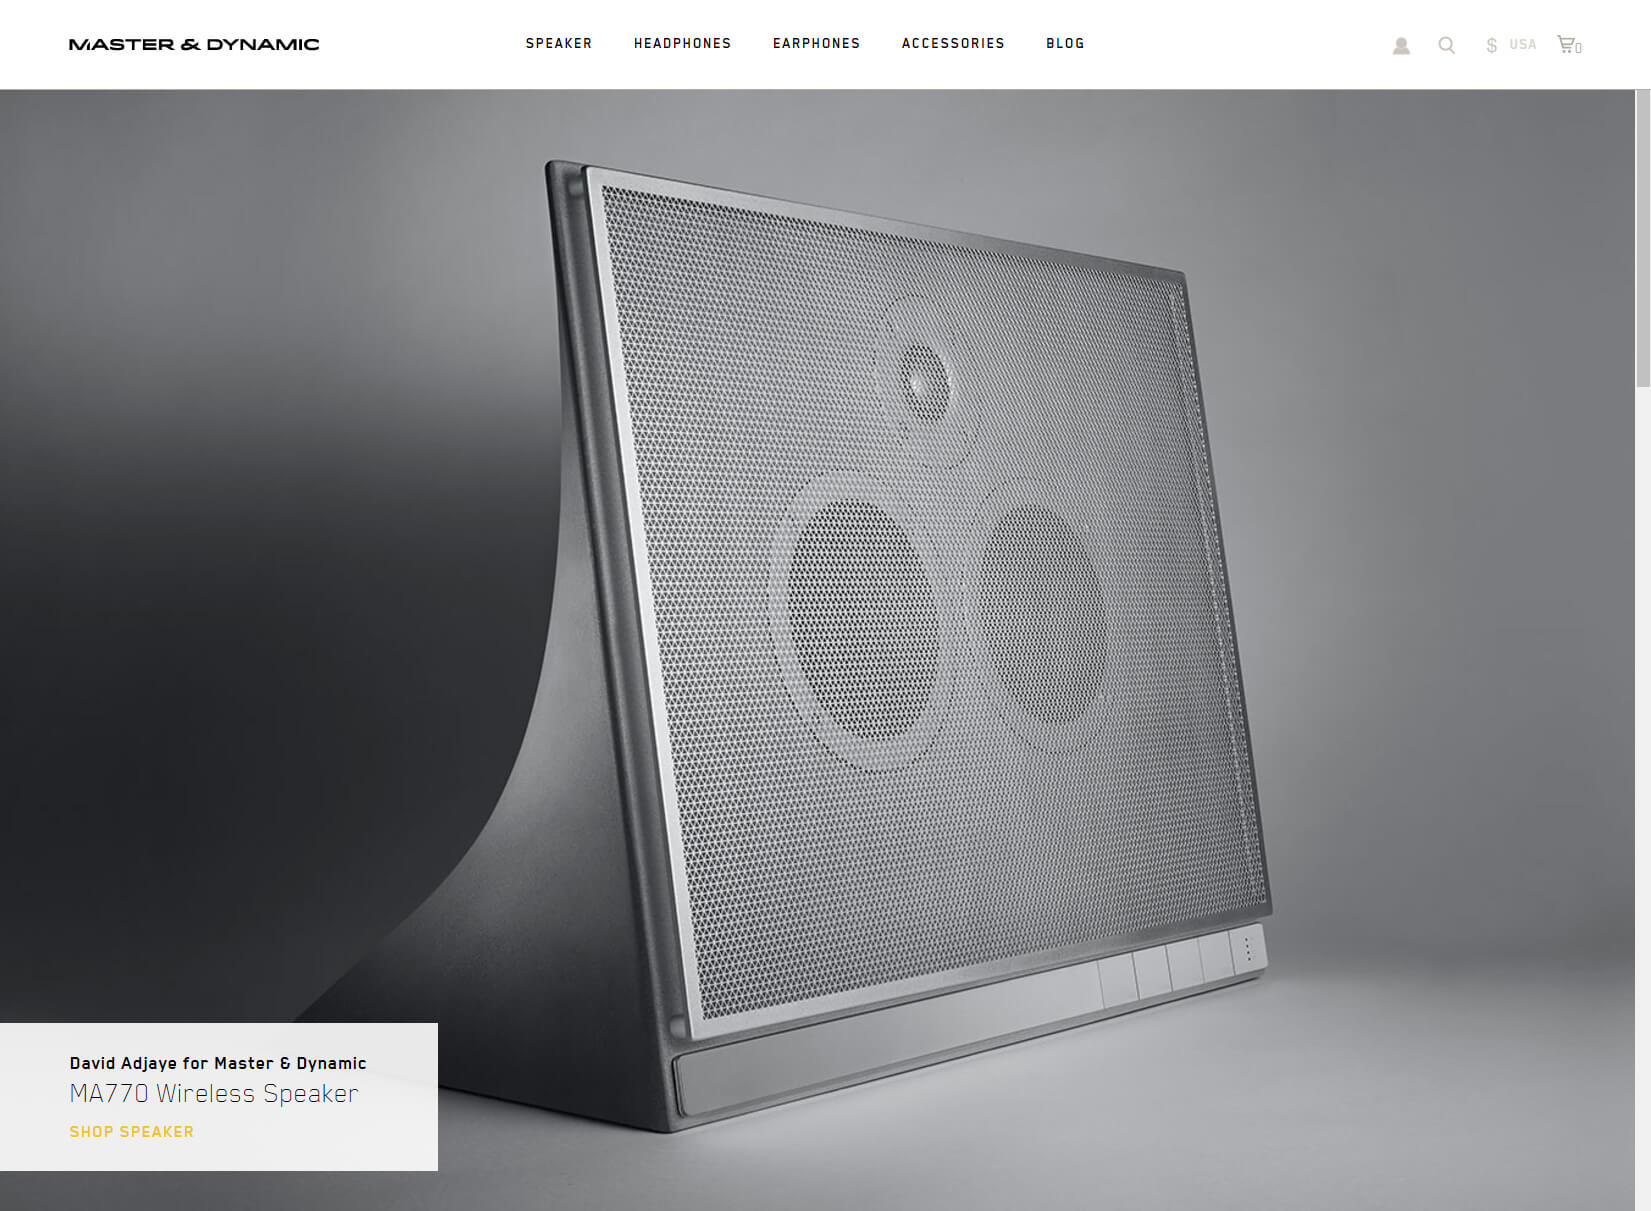 MASTER & DYNAMIC
SPEAKER HEADPHONES EARPHONES ACCESSORIES BLOG
$ USA 0
David Adjaye for Master & Dynamic
MA770 Wireless Speaker
SHOP SPEAKER